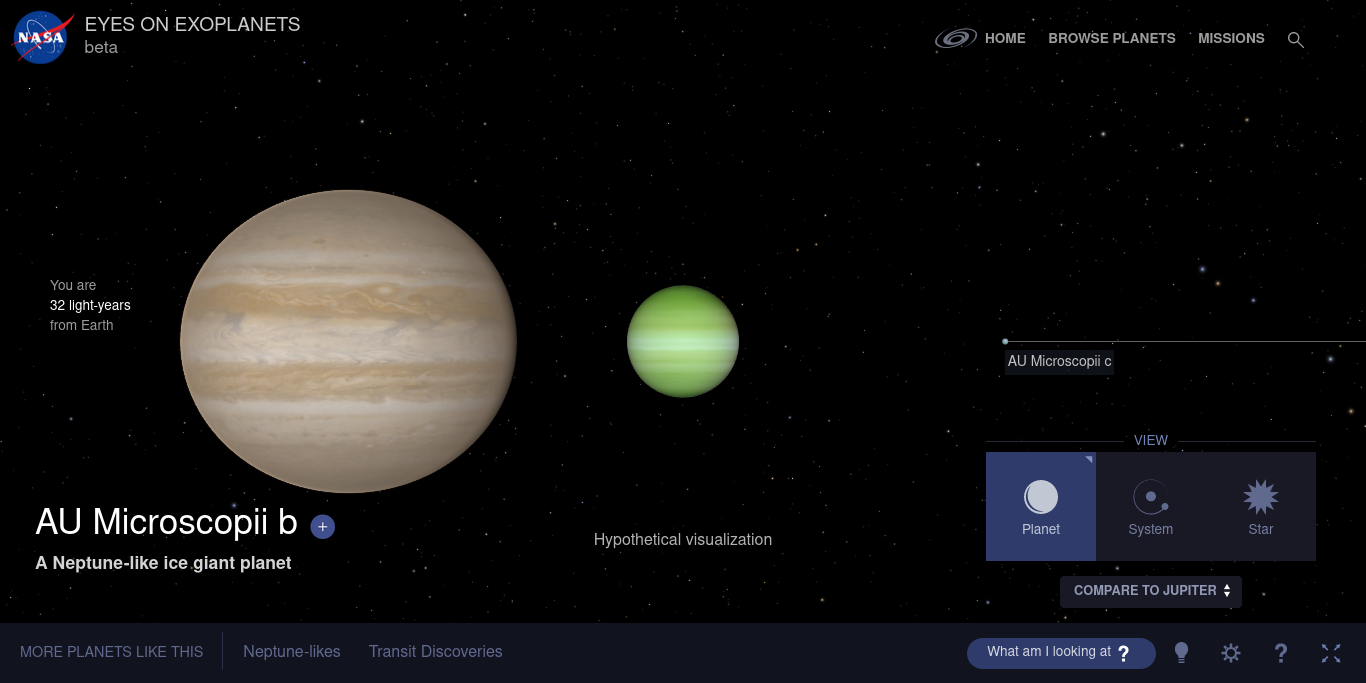 NASA
EYES ON EXOPLANETS
beta
HOME
BROWSE PLANETS
MISSIONS
You are
32 light-years
from Earth
AU Microscopii c
VIEW
Planet
System
Star
AU Microscopii b +
A Neptune-like ice giant planet
Hypothetical visualization
COMPARE TO JUPITER
MORE PLANETS LIKE THIS
Neptune-likes
Transit Discoveries
What am I looking at ?
?